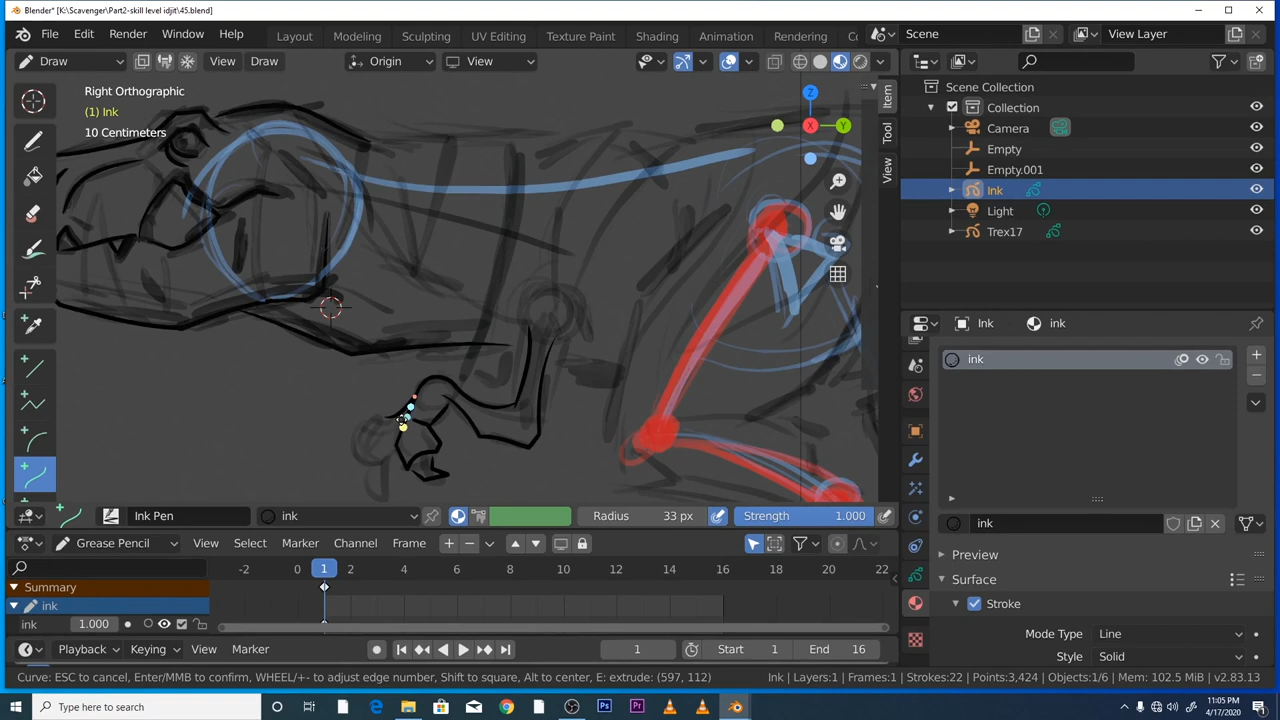 Blender* [K:\Scavenger\Part2-skill level idjit\45.blend]
File Edit Render Window Help Layout Modeling Sculpting UV Editing Texture Paint Shading Animation Rendering Scene View Layer
Draw View Draw Origin View
Right Orthographic
(1) Ink
10 Centimeters
Z
X
Y
Item
Tool
View
Scene Collection
Collection
Camera
Empty
Empty.001
Ink
Light
Trex17
Ink ink
ink
ink
Preview
Surface
Stroke
Mode Type Line
Style Solid
Ink Pen ink Radius 33 px Strength 1.000
Grease Pencil View Select Marker Channel Frame
-2 0 1 2 4 6 8 10 12 14 16 18 20 22
Summary
ink
ink 1.000
Playback Keying View Marker 1 Start 1 End 16
Curve: ESC to cancel, Enter/MMB to confirm, WHEEL/+- to adjust edge number, Shift to square, Alt to center, E: extrude: (597, 112) Ink | Layers:1 | Frames:1 | Strokes:22 | Points:3,424 | Objects:1/6 | Mem: 102.5 MiB | v2.83.13
Type here to search
11:05 PM
4/17/2020